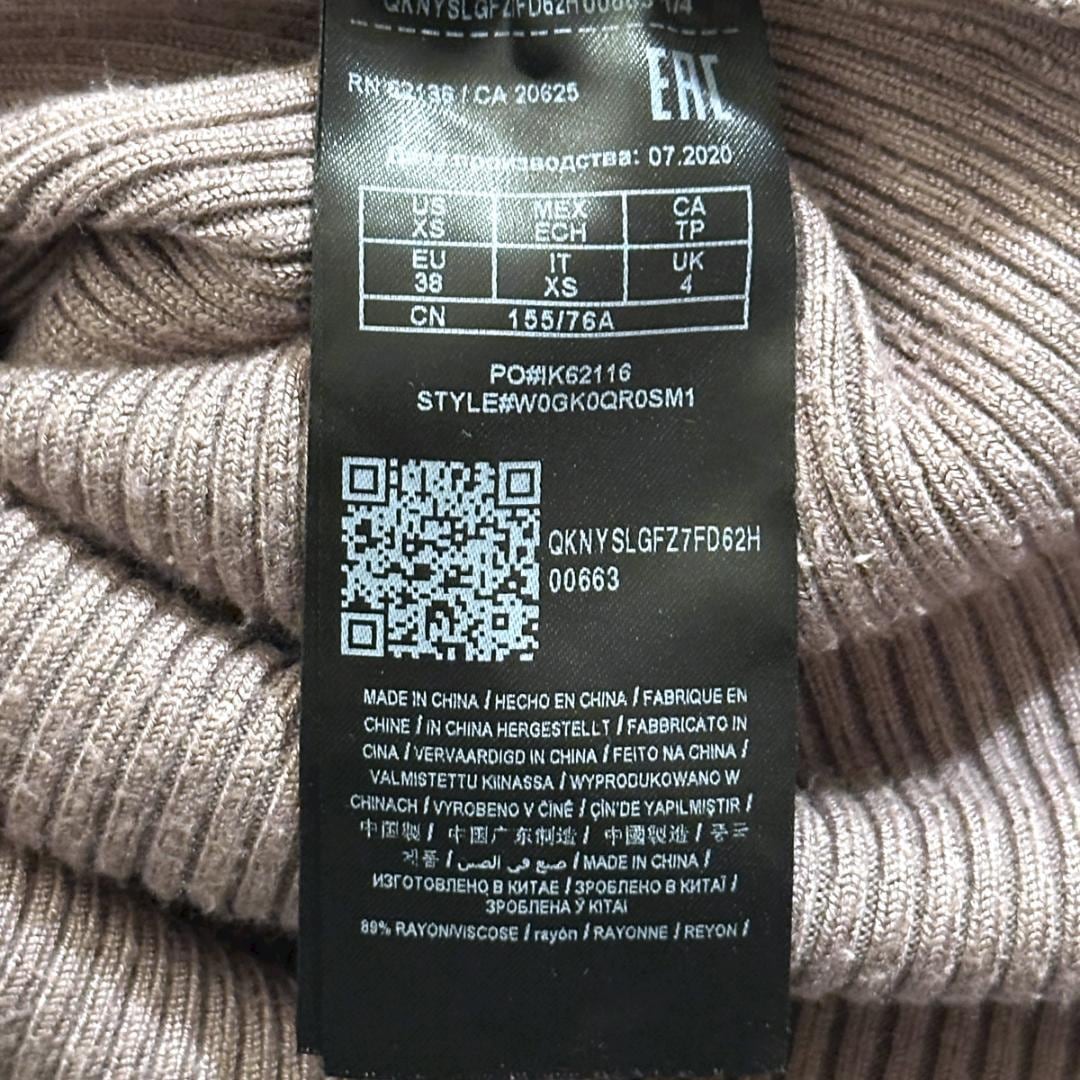 RN 62136 / CA 20625
EAC
Дата производства: 07.2020
US MEX CA
XS ECH TP
EU IT UK
38 XS 4
CN 155/76A
PO#IK62116
STYLE#W0GK0QR0SM1
QKNYSLGFZ7FD62H
00663
MADE IN CHINA / HECHO EN CHINA / FABRIQUE EN
CHINE / IN CHINA HERGESTELLT / FABBRICATO IN
CINA / VERVAARDIGD IN CHINA / FEITO NA CHINA /
VALMISTETTU KIINASSA / WYPRODUKOWANO W
CHINACH / VYROBENO V ČÍNĚ / ÇİN'DE YAPILMIŞTIR /
中国製 / 中国广东制造 / 中國製造 / 중국
제품 / صنع في الصين / MADE IN CHINA /
ИЗГОТОВЛЕНО В КИТАЕ / ЗРОБЛЕНО В КИТАЇ /
ЗРОБЛЕНА Ў КІТАІ
89% RAYON/VISCOSE / rayón / RAYONNE / REYON /